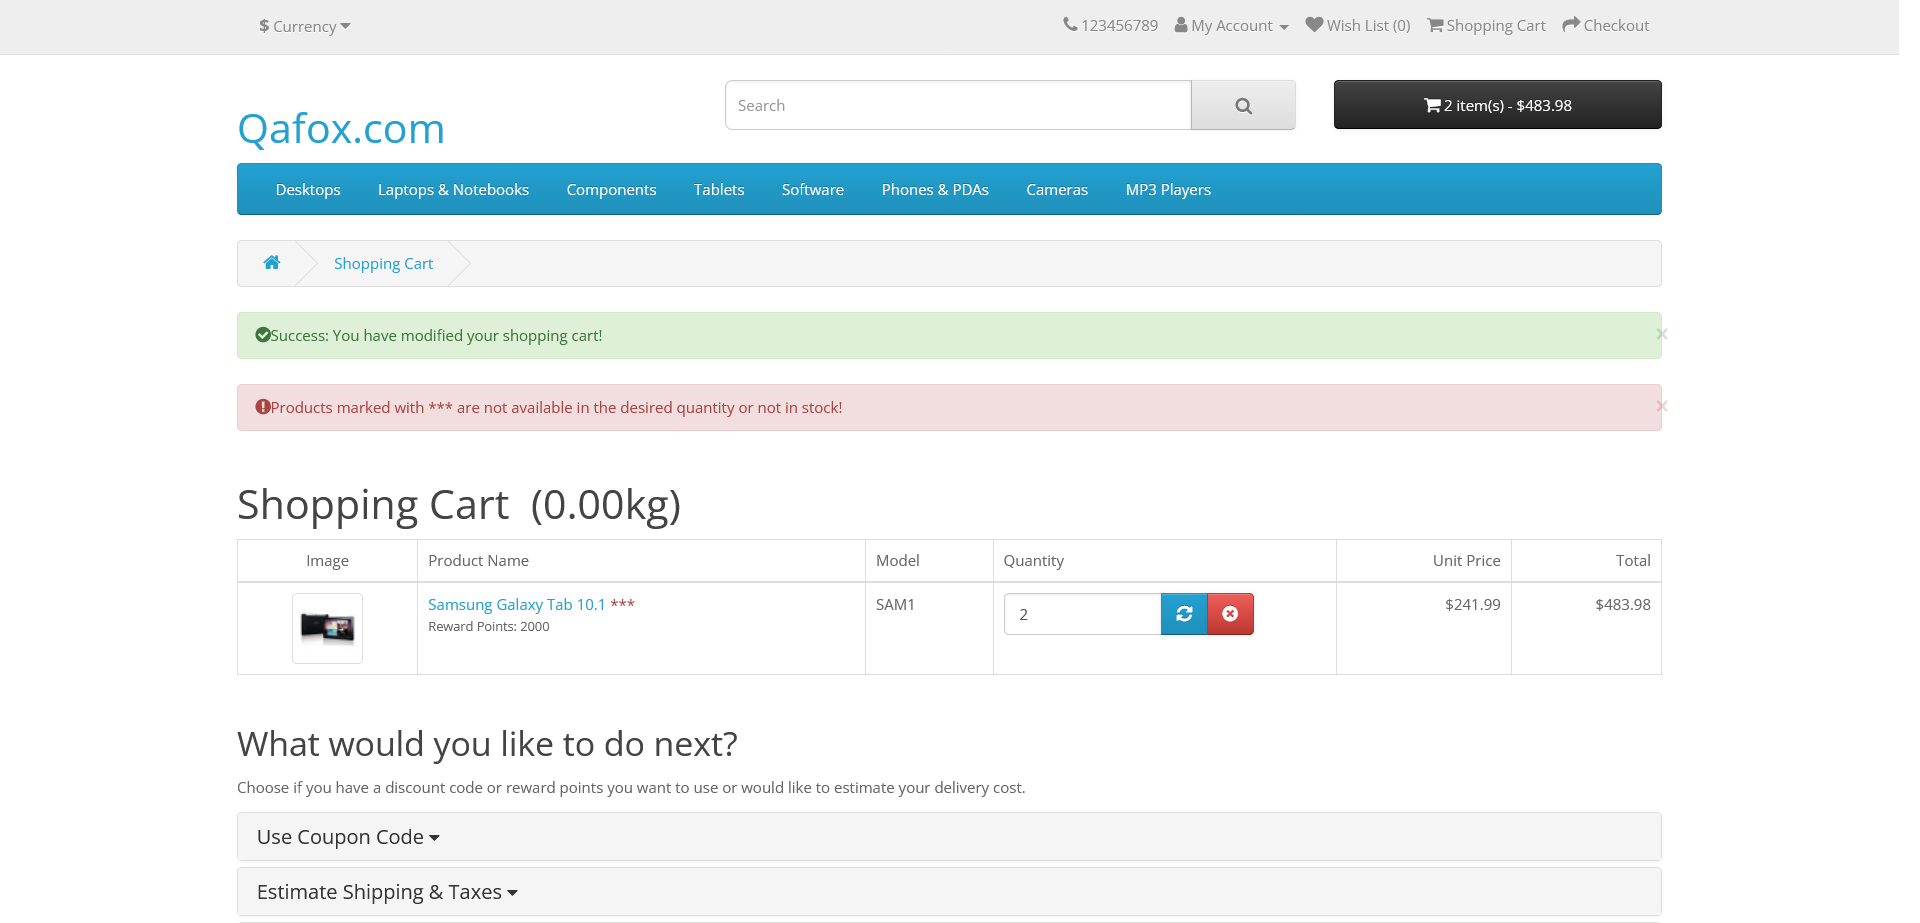 $ Currency
123456789 My Account Wish List (0) Shopping Cart Checkout
Qafox.com
Search
2 item(s) - $483.98
Desktops Laptops & Notebooks Components Tablets Software Phones & PDAs Cameras MP3 Players
Shopping Cart
Success: You have modified your shopping cart!
×
Products marked with *** are not available in the desired quantity or not in stock!
×
Shopping Cart (0.00kg)
Image Product Name Model Quantity Unit Price Total
Samsung Galaxy Tab 10.1 *** SAM1 2 $241.99 $483.98
Reward Points: 2000
What would you like to do next?
Choose if you have a discount code or reward points you want to use or would like to estimate your delivery cost.
Use Coupon Code
Estimate Shipping & Taxes